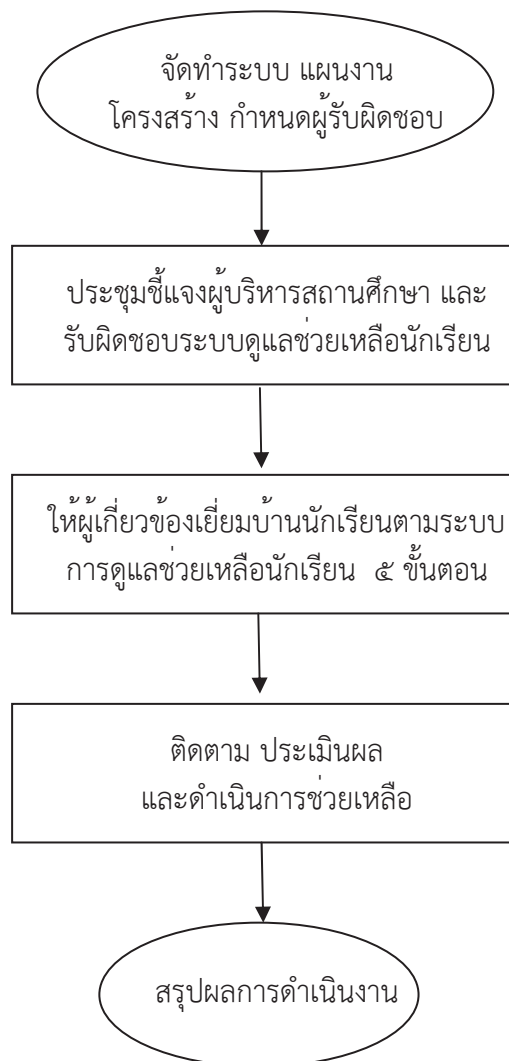 จัดทำระบบ แผนงาน
โครงสร้าง กำหนดผู้รับผิดชอบ
ประชุมชี้แจงผู้บริหารสถานศึกษา และ
รับผิดชอบระบบดูแลช่วยเหลือนักเรียน
ให้ผู้เกี่ยวข้องเยี่ยมบ้านนักเรียนตามระบบ
การดูแลช่วยเหลือนักเรียน ๕ ขั้นตอน
ติดตาม ประเมินผล
และดำเนินการช่วยเหลือ
สรุปผลการดำเนินงาน